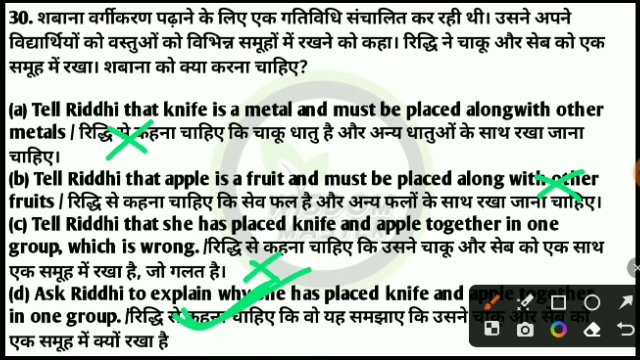 30. शबाना वर्गीकरण पढ़ाने के लिए एक गतिविधि संचालित कर रही थी। उसने अपने
विद्यार्थियों को वस्तुओं को विभिन्न समूहों में रखने को कहा। रिद्धि ने चाकू और सेब को एक
समूह में रखा। शबाना को क्या करना चाहिए?
(a) Tell Riddhi that knife is a metal and must be placed alongwith other
metals / रिद्धि से कहना चाहिए कि चाकू धातु है और अन्य धातुओं के साथ रखा जाना
चाहिए।
(b) Tell Riddhi that apple is a fruit and must be placed along with other
fruits / रिद्धि से कहना चाहिए कि सेव फल है और अन्य फलों के साथ रखा जाना चाहिए।
(c) Tell Riddhi that she has placed knife and apple together in one
group, which is wrong. /रिद्धि से कहना चाहिए कि उसने चाकू और सेब को एक साथ
एक समूह में रखा है, जो गलत है।
(d) Ask Riddhi to explain why she has placed knife and apple together
in one group. /रिद्धि से कहना चाहिए कि वो यह समझाए कि उसने चाकू और सेब को
एक समूह में क्यों रखा है